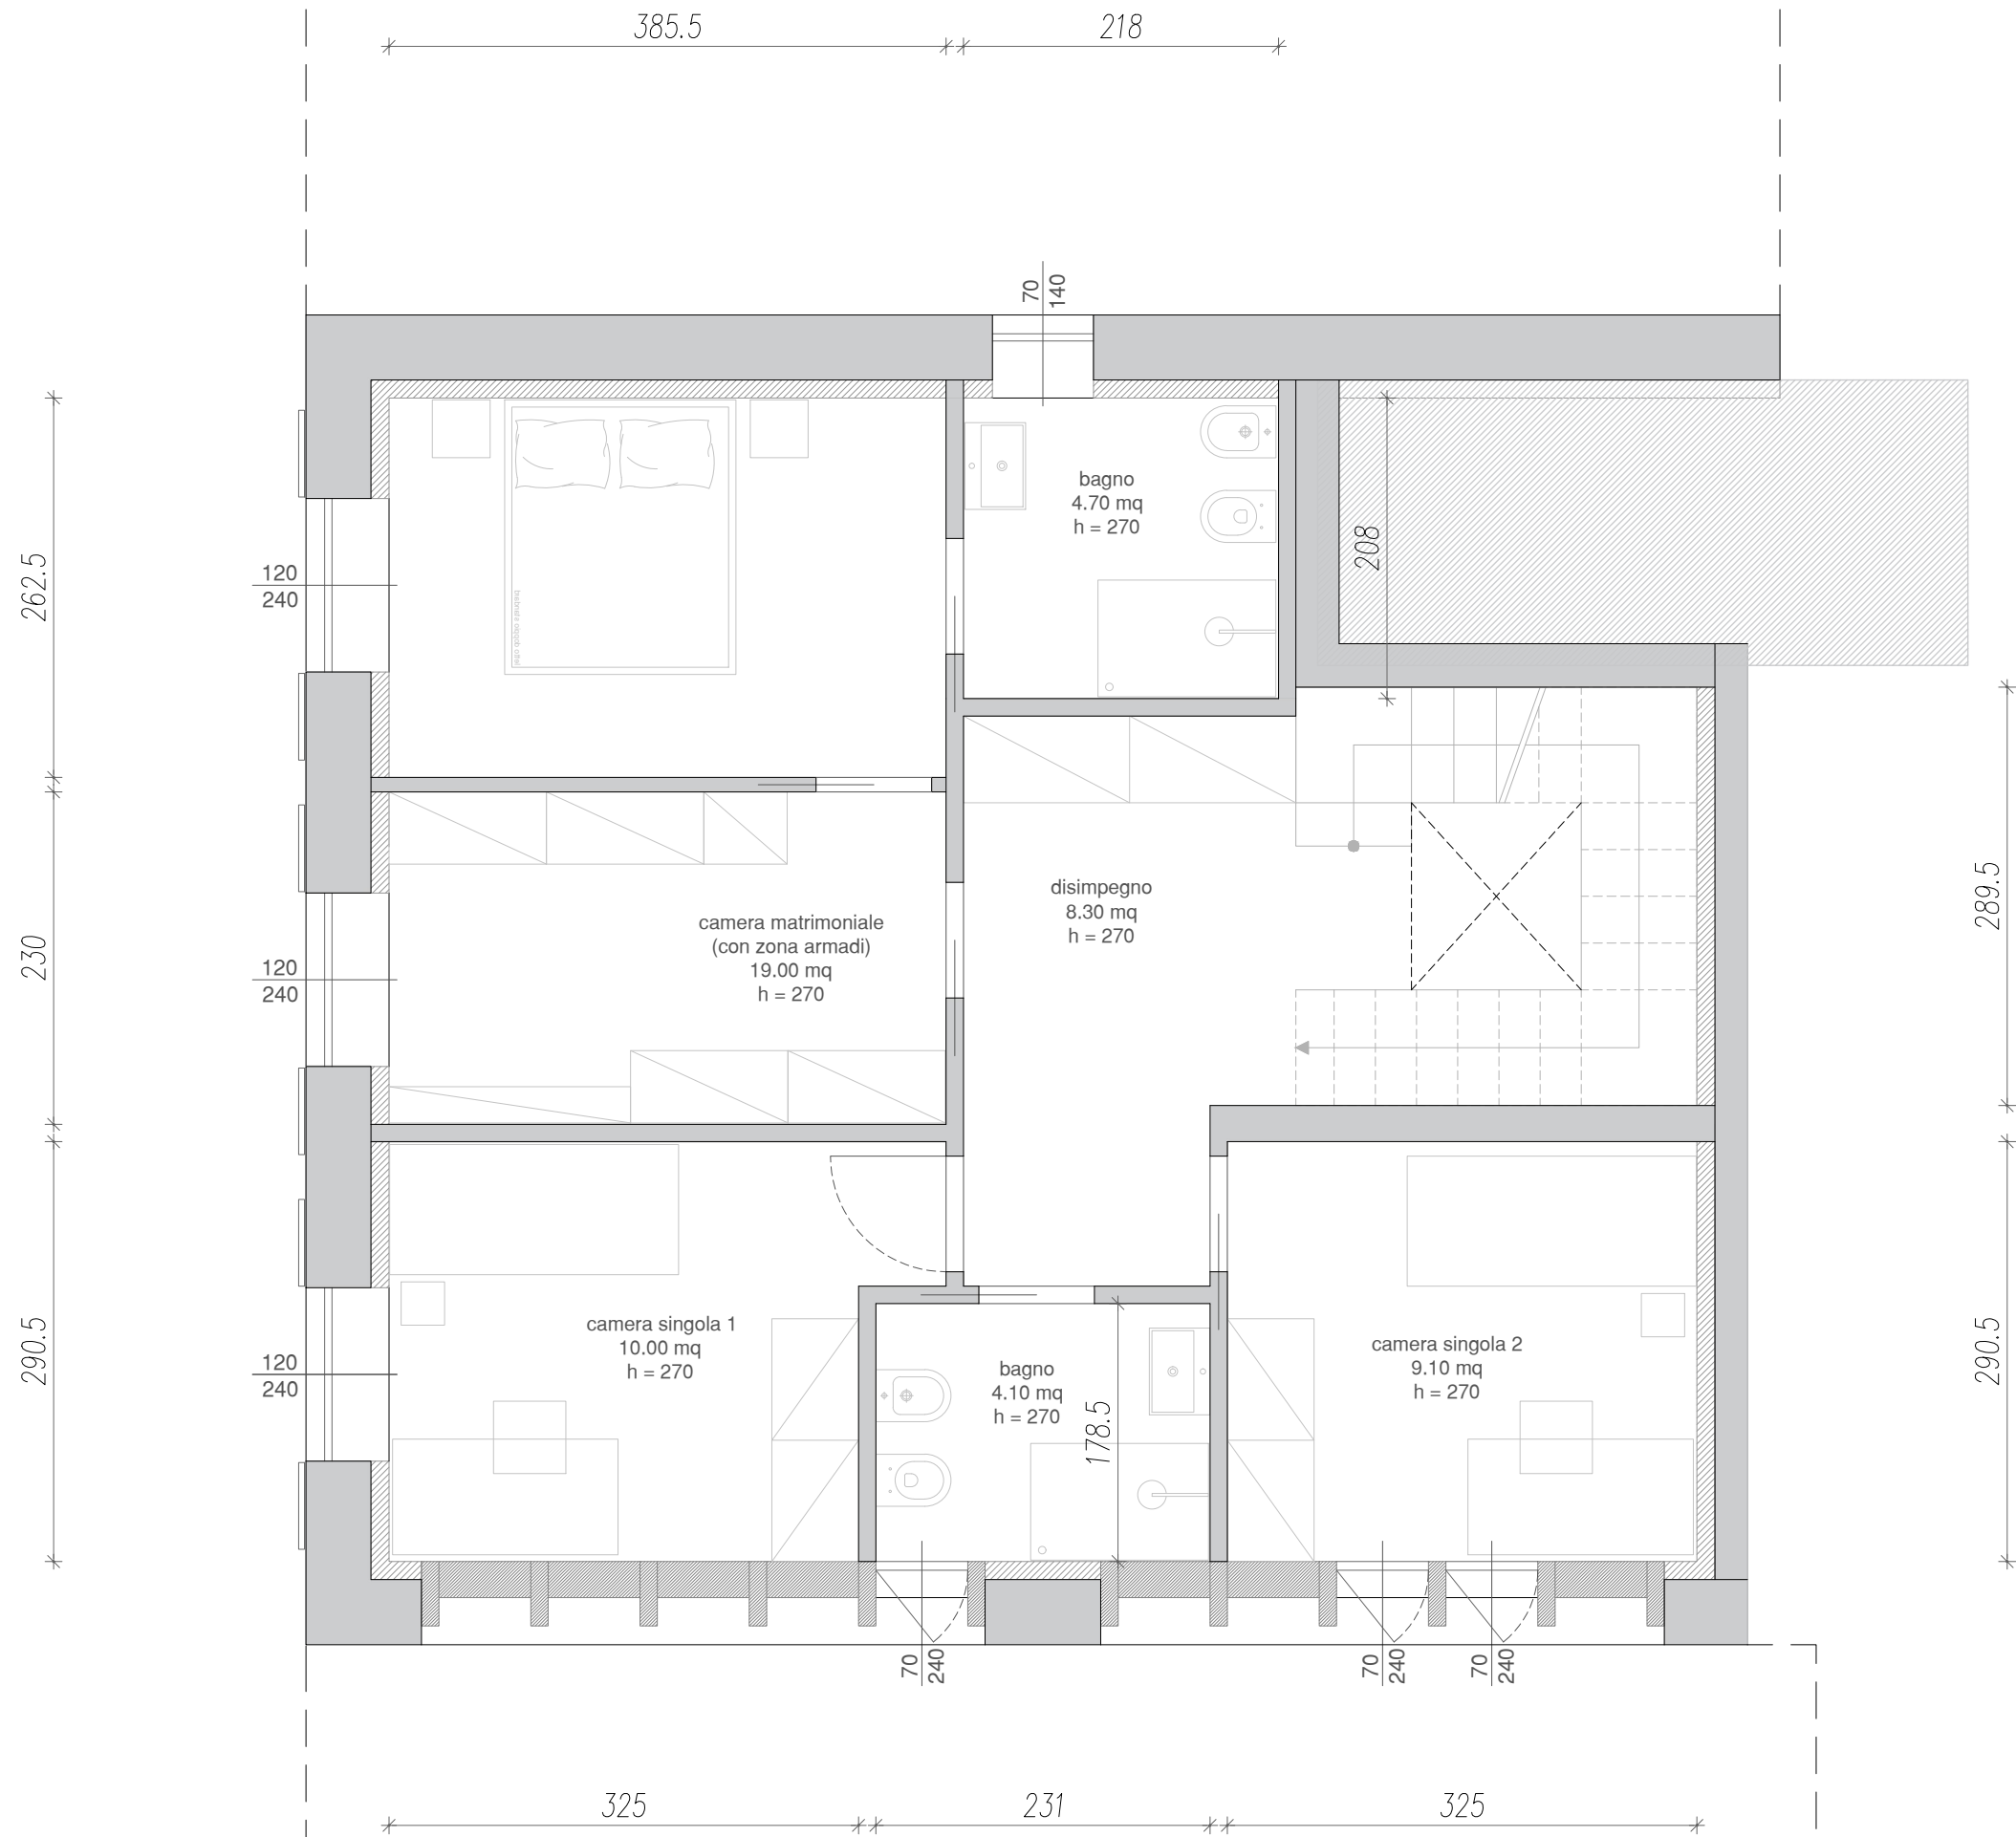 385.5
218
70
140
bagno
4.70 mq
h = 270
208
262.5
120
240
230
120
240
camera matrimoniale
(con zona armadi)
19.00 mq
h = 270
disimpegno
8.30 mq
h = 270
289.5
290.5
120
240
camera singola 1
10.00 mq
h = 270
bagno
4.10 mq
h = 270
178.5
camera singola 2
9.10 mq
h = 270
290.5
70
240
70
240
70
240
325
231
325